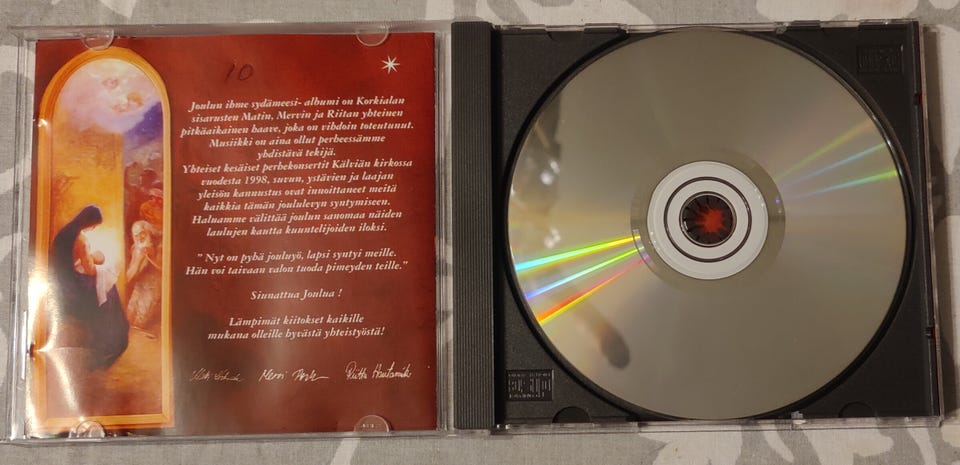 10
Joulun ihme sydämeesi- albumi on Korkialan
sisarusten Matin, Mervin ja Riitan yhteinen
pitkäaikainen haave, joka on vihdoin toteutunut.
Musiikki on aina ollut perheessämme
yhdistävä tekijä.
Yhteiset kesäiset perhekonsertit Kälviän kirkossa
vuodesta 1998, suvun, ystävien ja laajan
yleisön kannustus ovat innoittaneet meitä
kaikkia tämän joululevyn syntymiseen.
Haluamme välittää joulun sanomaa näiden
laulujen kautta kuuntelijoiden iloksi.
" Nyt on pyhä jouluyö, lapsi syntyi meille.
Hän voi taivaan valon tuoda pimeyden teille."
Siunattua Joulua !
Lämpimät kiitokset kaikille
mukana olleille hyvästä yhteistyöstä!
Mervi Riitta Hautamäki